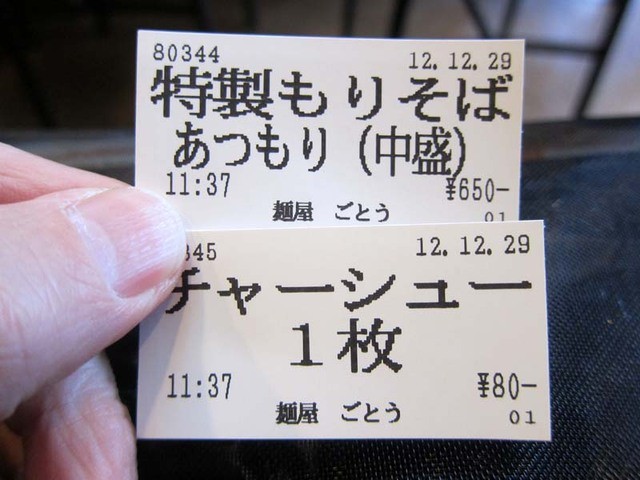 80344 12.12.29
特製もりそば
あつもり(中盛)
11:37 ¥650-
麺屋 ごとう 01
345 12.12.29
チャーシュー
1枚
11:37 ¥80-
麺屋 ごとう 01